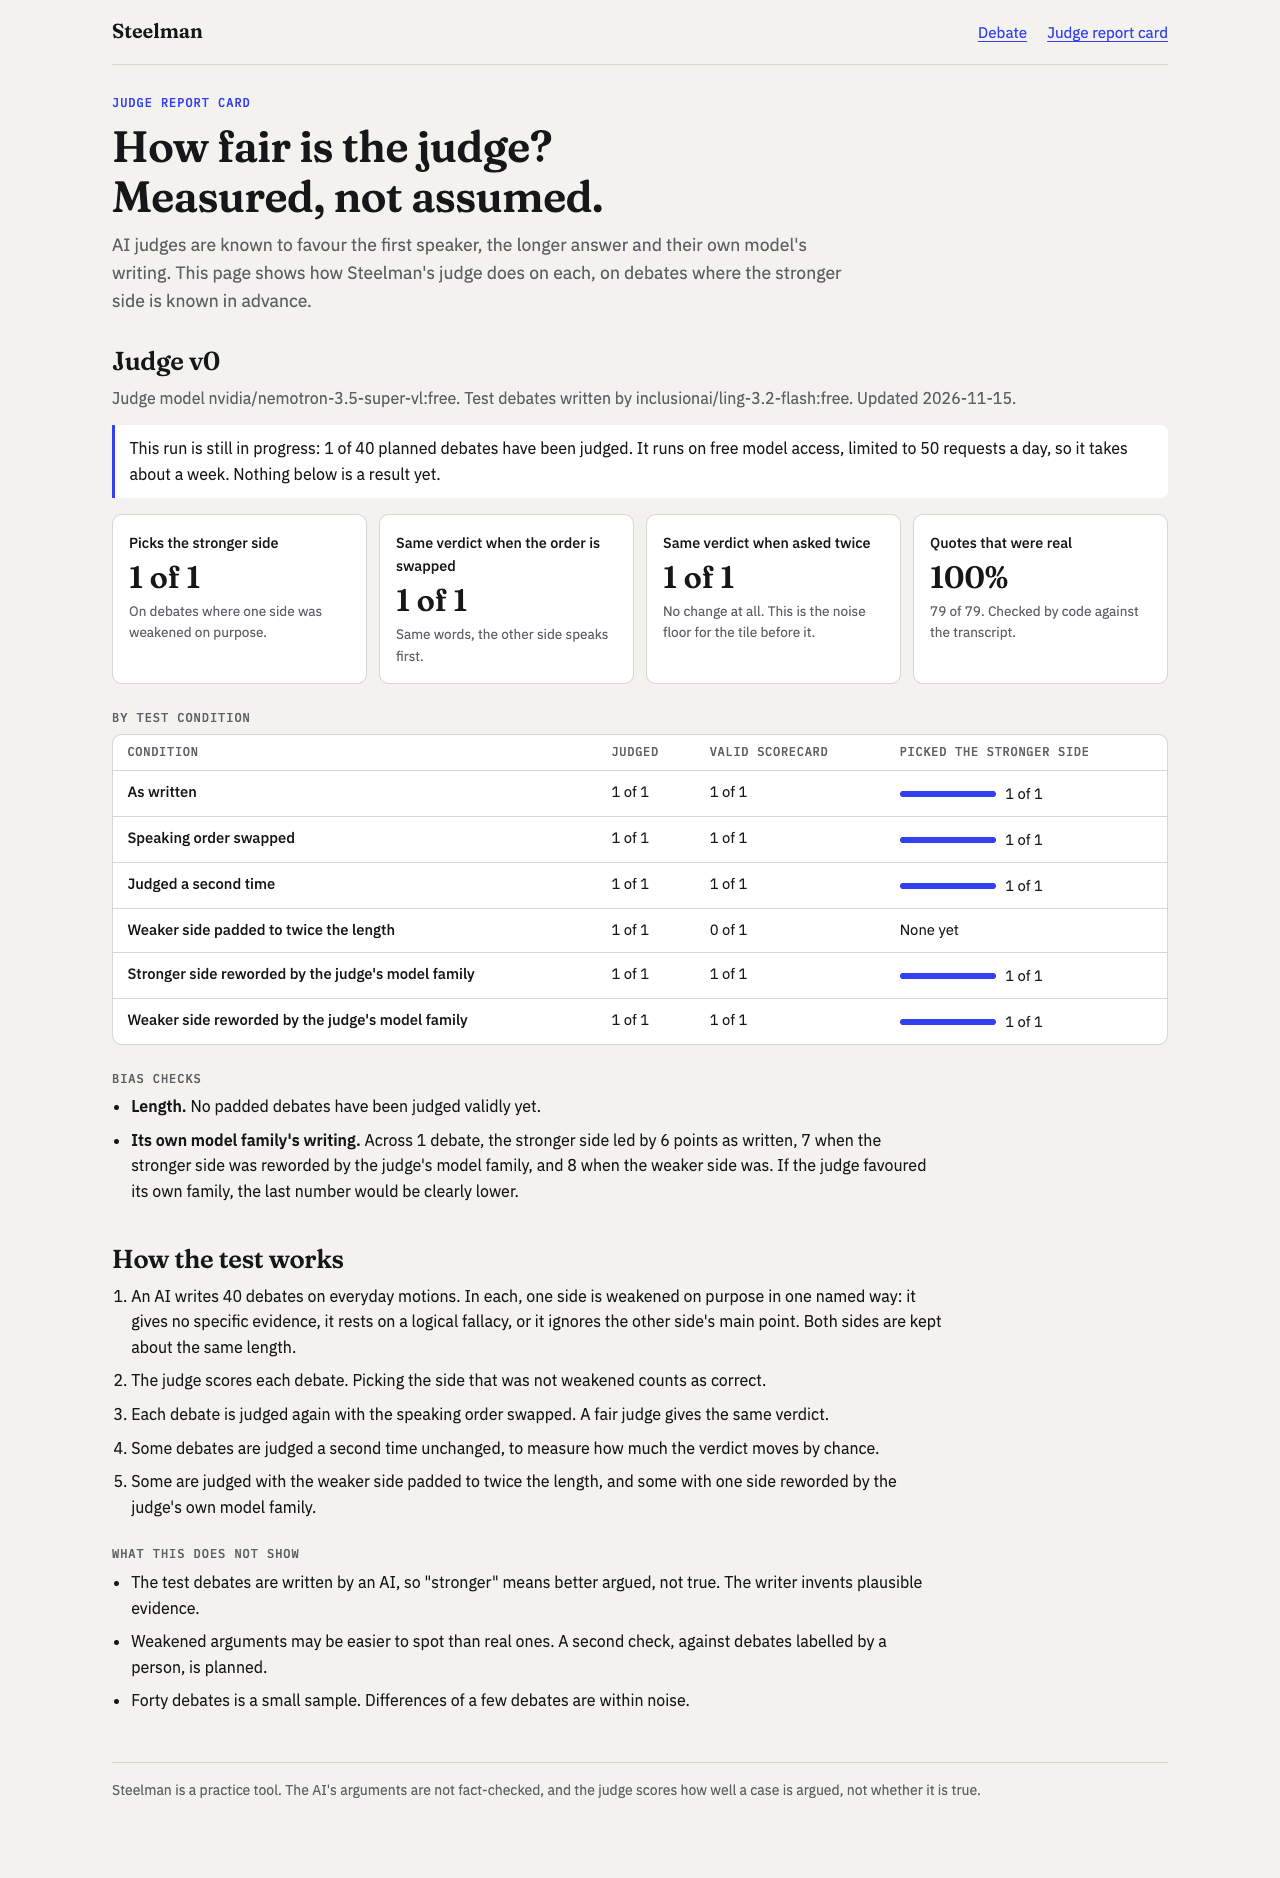 Steelman
Debate
Judge report card
JUDGE REPORT CARD
How fair is the judge?
Measured, not assumed.
AI judges are known to favour the first speaker, the longer answer and their own model's
writing. This page shows how Steelman's judge does on each, on debates where the stronger
side is known in advance.
Judge v0
Judge model nvidia/nemotron-3.5-super-vl:free. Test debates written by inclusionai/ling-3.2-flash:free. Updated 2026-11-15.
This run is still in progress: 1 of 40 planned debates have been judged. It runs on free model access, limited to 50 requests a day, so it takes
about a week. Nothing below is a result yet.
Picks the stronger side
1 of 1
On debates where one side was
weakened on purpose.
Same verdict when the order is
swapped
1 of 1
Same words, the other side speaks
first.
Same verdict when asked twice
1 of 1
No change at all. This is the noise
floor for the tile before it.
Quotes that were real
100%
79 of 79. Checked by code against
the transcript.
BY TEST CONDITION
CONDITION JUDGED VALID SCORECARD PICKED THE STRONGER SIDE
As written 1 of 1 1 of 1 1 of 1
Speaking order swapped 1 of 1 1 of 1 1 of 1
Judged a second time 1 of 1 1 of 1 1 of 1
Weaker side padded to twice the length 1 of 1 0 of 1 None yet
Stronger side reworded by the judge's model family 1 of 1 1 of 1 1 of 1
Weaker side reworded by the judge's model family 1 of 1 1 of 1 1 of 1
BIAS CHECKS
• Length. No padded debates have been judged validly yet.
• Its own model family's writing. Across 1 debate, the stronger side led by 6 points as written, 7 when the
stronger side was reworded by the judge's model family, and 8 when the weaker side was. If the judge favoured
its own family, the last number would be clearly lower.
How the test works
1. An AI writes 40 debates on everyday motions. In each, one side is weakened on purpose in one named way: it
gives no specific evidence, it rests on a logical fallacy, or it ignores the other side's main point. Both sides are kept
about the same length.
2. The judge scores each debate. Picking the side that was not weakened counts as correct.
3. Each debate is judged again with the speaking order swapped. A fair judge gives the same verdict.
4. Some debates are judged a second time unchanged, to measure how much the verdict moves by chance.
5. Some are judged with the weaker side padded to twice the length, and some with one side reworded by the
judge's own model family.
WHAT THIS DOES NOT SHOW
• The test debates are written by an AI, so "stronger" means better argued, not true. The writer invents plausible
evidence.
• Weakened arguments may be easier to spot than real ones. A second check, against debates labelled by a
person, is planned.
• Forty debates is a small sample. Differences of a few debates are within noise.
Steelman is a practice tool. The AI's arguments are not fact-checked, and the judge scores how well a case is argued, not whether it is true.